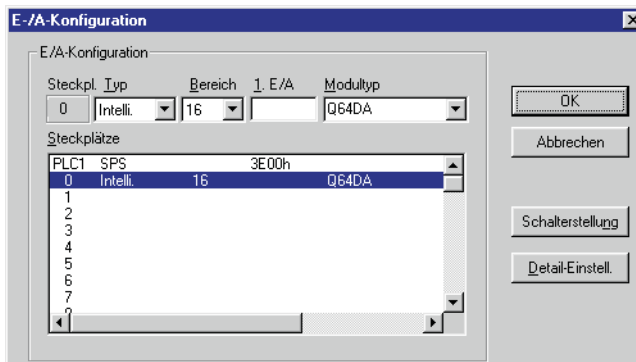 E-/A-Konfiguration
E/A-Konfiguration
Steckpl. Typ Bereich 1. E/A Modultyp
0 Intelli. 16 Q64DA
OK
Abbrechen
Steckplätze
PLC1 SPS 3E00h
0 Intelli. 16 Q64DA
1
2
3
4
5
6
7
Schalterstellung
Detail-Einstell.